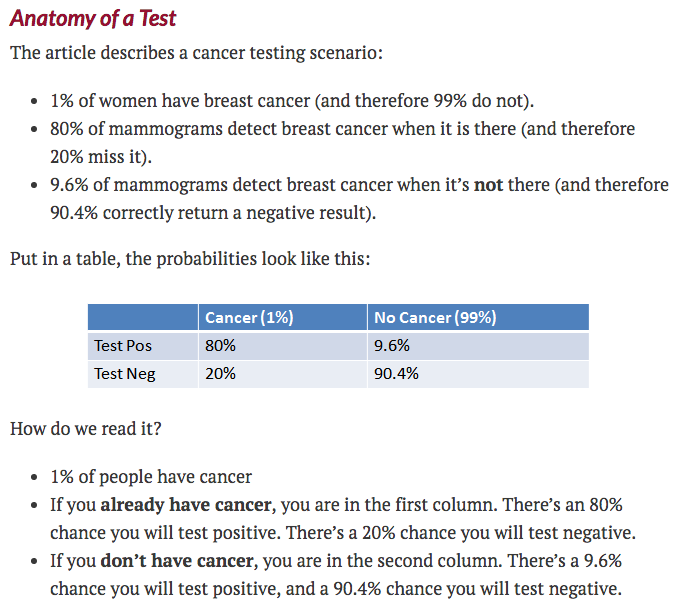 Anatomy of a Test
The article describes a cancer testing scenario:
• 1% of women have breast cancer (and therefore 99% do not).
• 80% of mammograms detect breast cancer when it is there (and therefore
20% miss it).
• 9.6% of mammograms detect breast cancer when it’s not there (and therefore
90.4% correctly return a negative result).
Put in a table, the probabilities look like this:
Cancer (1%) No Cancer (99%)
Test Pos 80% 9.6%
Test Neg 20% 90.4%
How do we read it?
• 1% of people have cancer
• If you already have cancer, you are in the first column. There’s an 80%
chance you will test positive. There’s a 20% chance you will test negative.
• If you don’t have cancer, you are in the second column. There’s a 9.6%
chance you will test positive, and a 90.4% chance you will test negative.